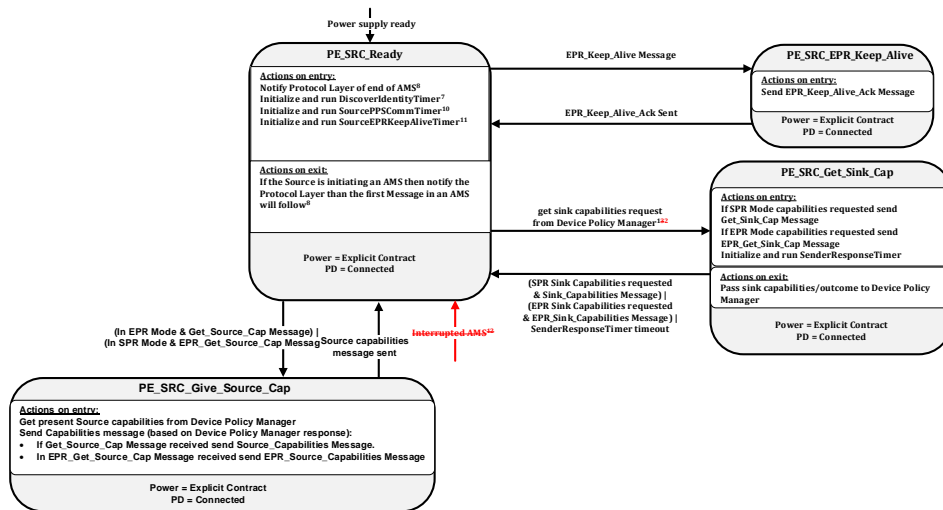 Power supply ready
PE_SRC_Ready
Actions on entry:
Notify Protocol Layer of end of AMS⁸
Initialize and run DiscoverIdentityTimer⁷
Initialize and run SourcePPSCommTimer¹⁰
Initialize and run SourceEPRKeepAliveTimer¹¹
Actions on exit:
If the Source is initiating an AMS then notify the
Protocol Layer than the first Message in an AMS
will follow⁸
Power = Explicit Contract
PD = Connected
EPR_Keep_Alive Message
EPR_Keep_Alive_Ack Sent
PE_SRC_EPR_Keep_Alive
Actions on entry:
Send EPR_Keep_Alive_Ack Message
Power = Explicit Contract
PD = Connected
get sink capabilities request
from Device Policy Manager¹³²
(SPR Sink Capabilities requested
& Sink_Capabilities Message) |
(EPR Sink Capabilities requested
& EPR_Sink_Capabilities Message) |
SenderResponseTimer timeout
PE_SRC_Get_Sink_Cap
Actions on entry:
If SPR Mode capabilities requested send
Get_Sink_Cap Message
If EPR Mode capabilities requested send
EPR_Get_Sink_Cap Message
Initialize and run SenderResponseTimer
Actions on exit:
Pass sink capabilities/outcome to Device Policy
Manager
Power = Explicit Contract
PD = Connected
(In EPR Mode & Get_Source_Cap Message) |
(In SPR Mode & EPR_Get_Source_Cap Messag
Source capabilities
message sent
Interrupted AMS¹²
PE_SRC_Give_Source_Cap
Actions on entry:
Get present Source capabilities from Device Policy Manager
Send Capabilities message (based on Device Policy Manager response):
• If Get_Source_Cap Message received send Source_Capabilities Message.
• In EPR_Get_Source_Cap Message received send EPR_Source_Capabilities Message
Power = Explicit Contract
PD = Connected